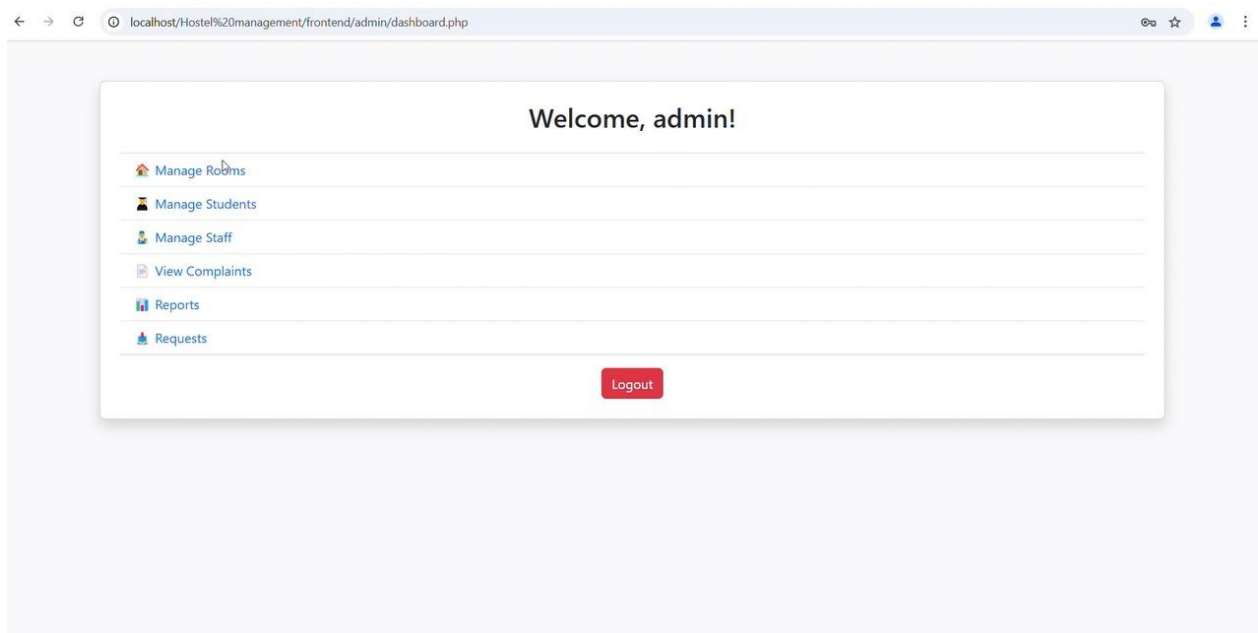 localhost/Hostel%20management/frontend/admin/dashboard.php
Welcome, admin!
Manage Rooms
Manage Students
Manage Staff
View Complaints
Reports
Requests
Logout